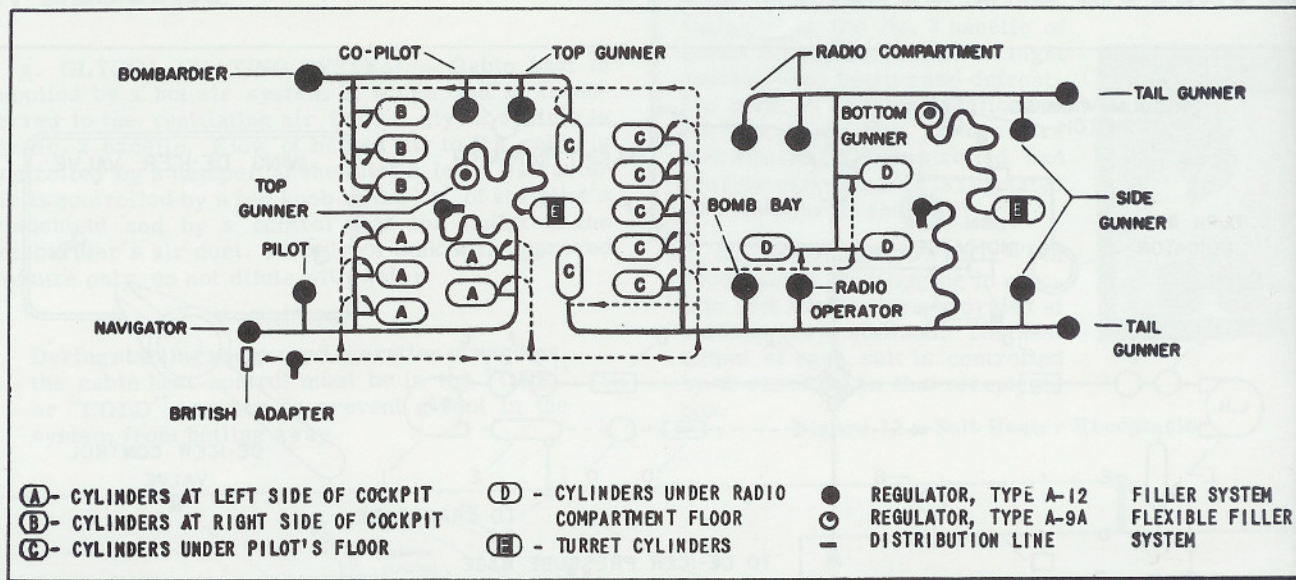 CO-PILOT
TOP GUNNER
RADIO COMPARTMENT
BOMBARDIER
TAIL GUNNER
BOTTOM
GUNNER
B
B
B
C
C
C
C
C
C
C
TOP
GUNNER
E
D
D
D
E
BOMB BAY
SIDE
GUNNER
PILOT
A
A
A
A
A
RADIO
OPERATOR
NAVIGATOR
TAIL
GUNNER
BRITISH ADAPTER
A - CYLINDERS AT LEFT SIDE OF COCKPIT
B - CYLINDERS AT RIGHT SIDE OF COCKPIT
C - CYLINDERS UNDER PILOT'S FLOOR
D - CYLINDERS UNDER RADIO
COMPARTMENT FLOOR
E - TURRET CYLINDERS
REGULATOR, TYPE A-12
REGULATOR, TYPE A-9A
DISTRIBUTION LINE
FILLER SYSTEM
FLEXIBLE FILLER
SYSTEM